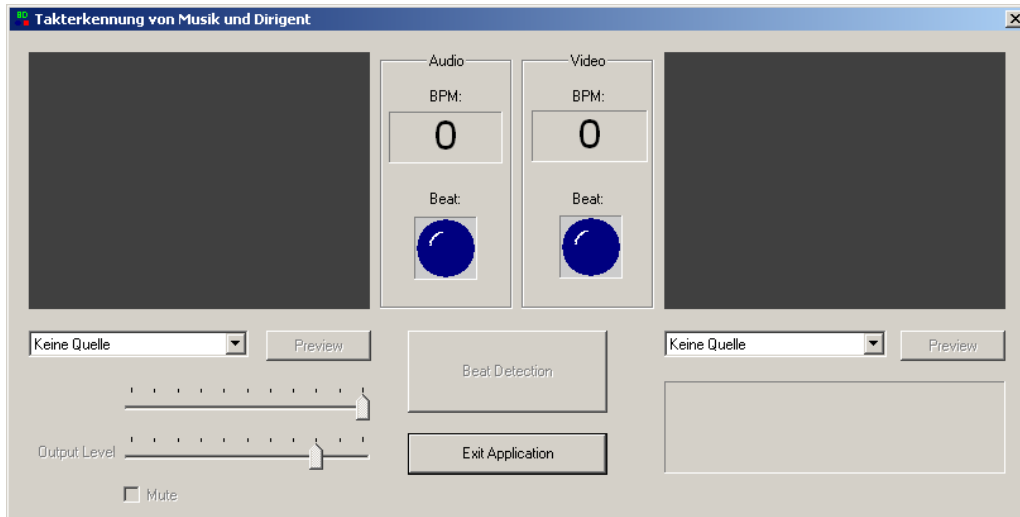 BD
Takterkennung von Musik und Dirigent
Audio
Video
BPM:
BPM:
0
0
Beat:
Beat:
Keine Quelle
Preview
Beat Detection
Keine Quelle
Preview
Output Level
Exit Application
Mute